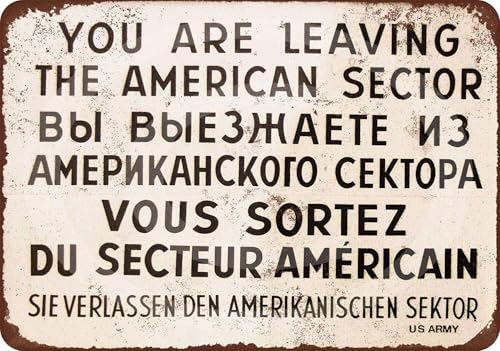 YOU ARE LEAVING
THE AMERICAN SECTOR
ВЫ ВЫЕЗЖАЕТЕ ИЗ
АМЕРИКАНСКОГО СЕКТОРА
VOUS SORTEZ
DU SECTEUR AMÉRICAIN
SIE VERLASSEN DEN AMERIKANISCHEN SEKTOR
US ARMY